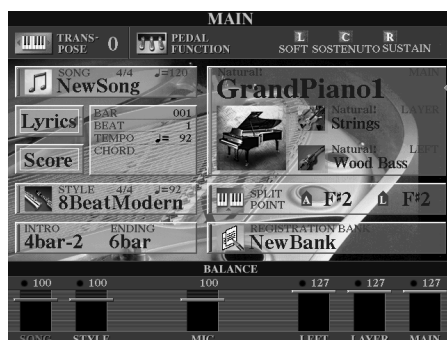 MAIN
TRANS-
POSE 0
PEDAL
FUNCTION
L C R
SOFT SOSTENUTO SUSTAIN
SONG 4/4 ♩=120
NewSong
Lyrics
Score
BAR 001
BEAT 1
TEMPO ♩= 92
CHORD
Natural! MAIN
GrandPiano1
Natural! LAYER
Strings
Natural! LEFT
Wood Bass
STYLE 4/4 ♩=92
8BeatModern
SPLIT
POINT A F#2 L F#2
INTRO ENDING
4bar-2 6bar
REGISTRATION BANK
NewBank
BALANCE
100 100 100 127 127 127
SONG STYLE MIC LEFT LAYER MAIN